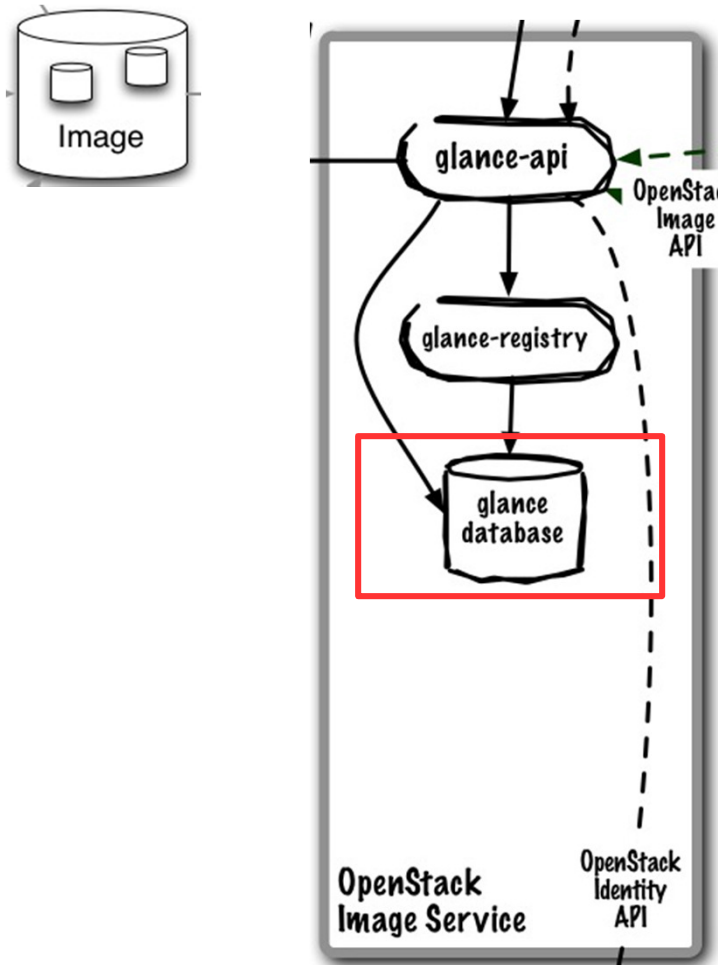 Image
glance-api
OpenStac
Image
API
glance-registry
glance
database
OpenStack
Image Service
OpenStack
Identity
API